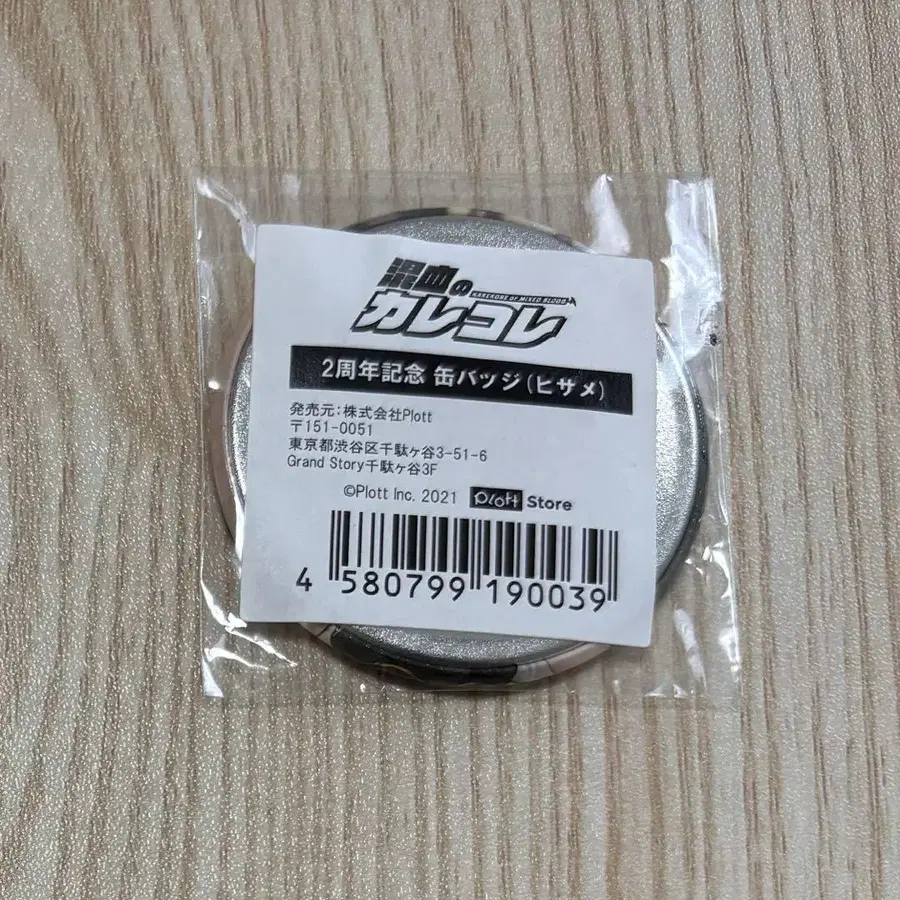 混血の
KAREKORE OF MIXED BLOOD
カレコレ
2周年記念 缶バッジ(ヒサメ)
発売元:株式会社Plott
〒151-0051
東京都渋谷区千駄ヶ谷3-51-6
Grand Story千駄ヶ谷3F
©Plott Inc. 2021 Plott Store
4 580799 190039